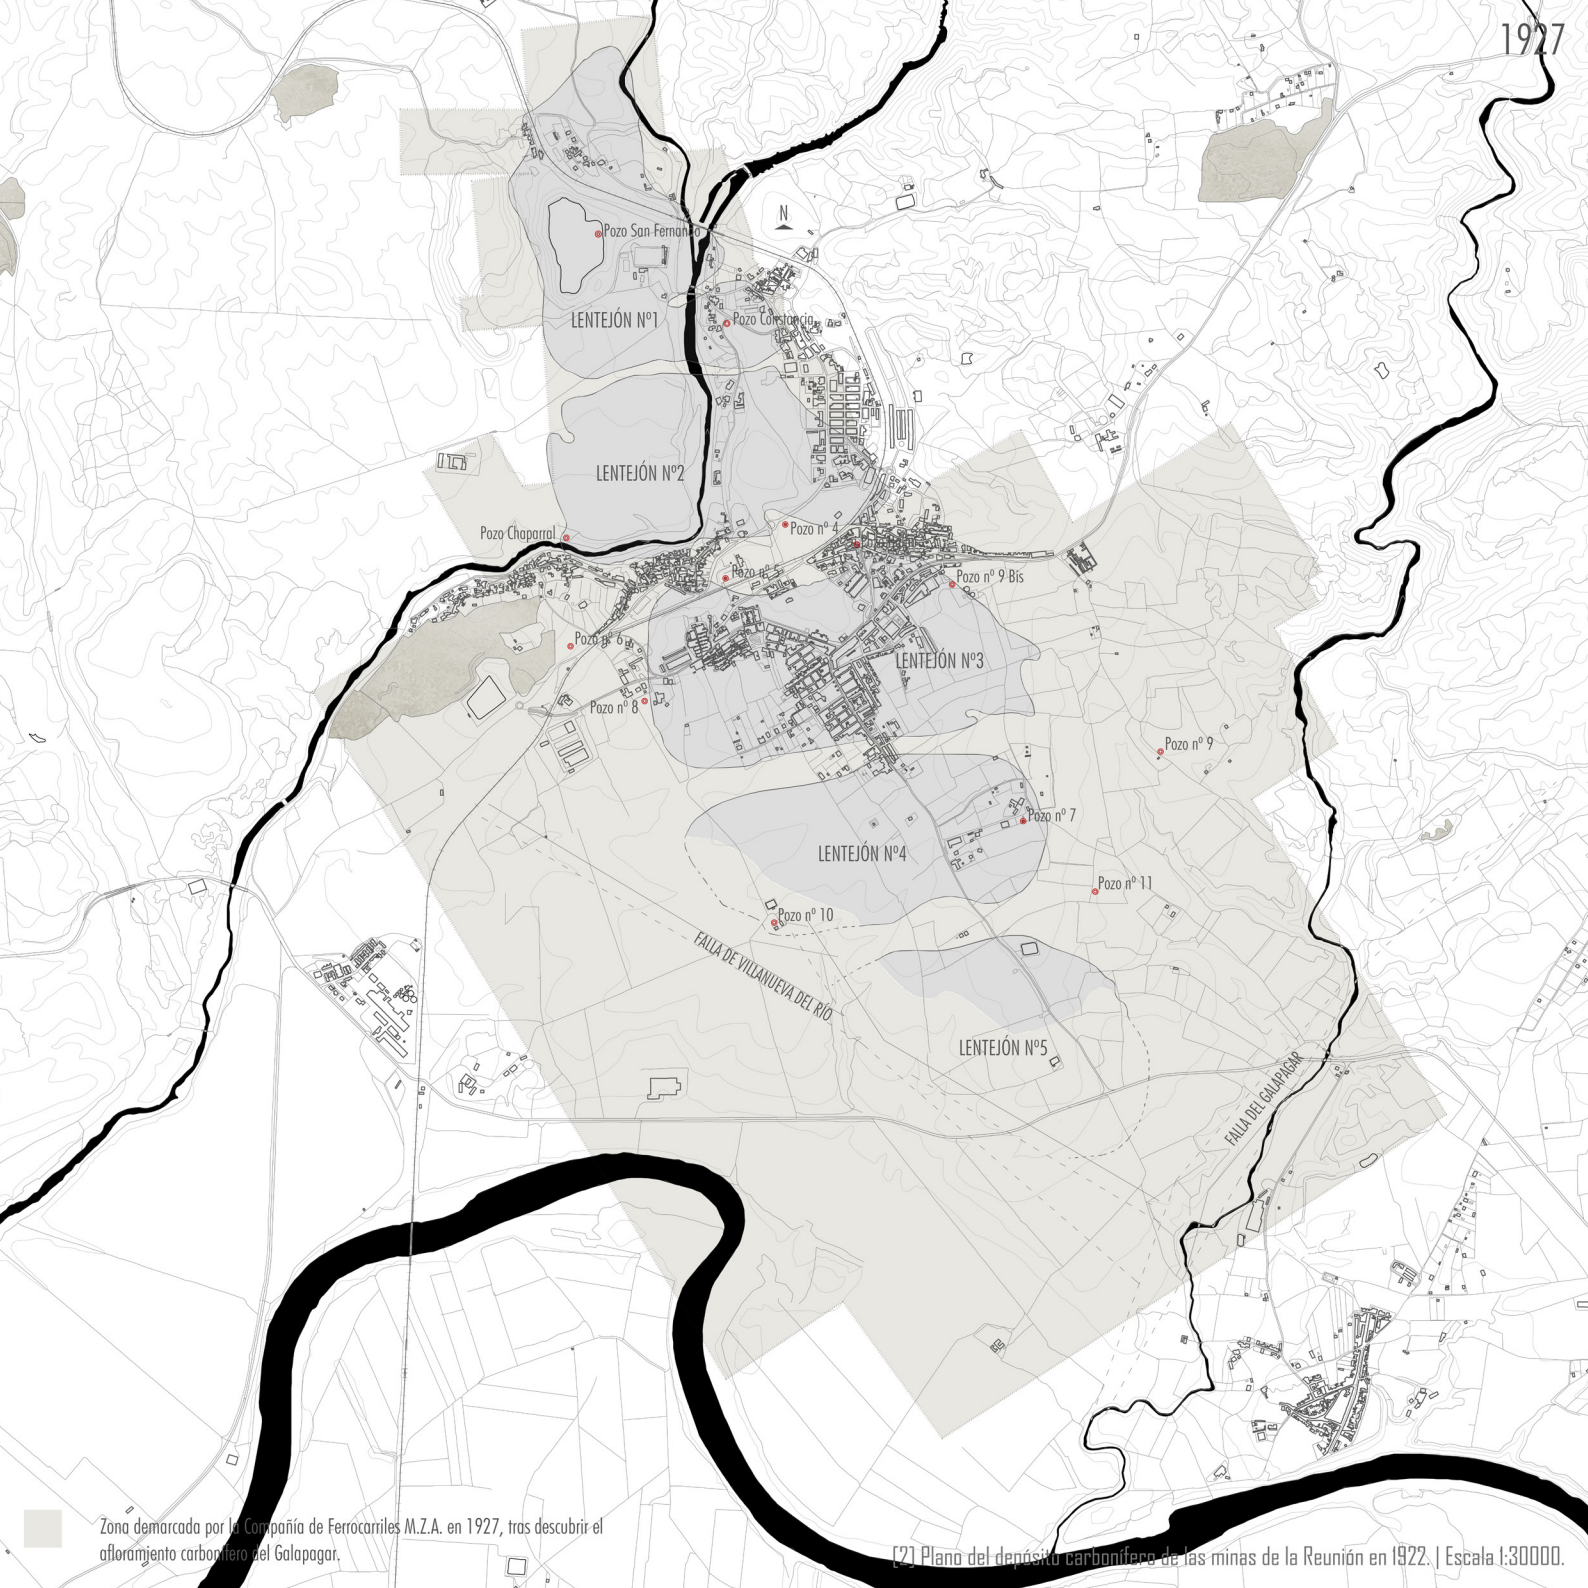 1927
N
Pozo San Fernando
LENTEJÓN Nº1
Pozo Constancia
LENTEJÓN Nº2
Pozo Chaparral
Pozo nº 4
Pozo nº 5
Pozo nº 9 Bis
Pozo nº 6
LENTEJÓN Nº3
Pozo nº 8
Pozo nº 9
Pozo nº 7
LENTEJÓN Nº4
Pozo nº 11
Pozo nº 10
FALLA DE VILLANUEVA DEL RÍO
LENTEJÓN Nº5
FALLA DEL GALAPAGAR
Zona demarcada por la Compañía de Ferrocarriles M.Z.A. en 1927, tras descubrir el
afloramiento carbonífero del Galapagar.
[2] Plano del depósito carbonífero de las minas de la Reunión en 1922. | Escala 1:30000.